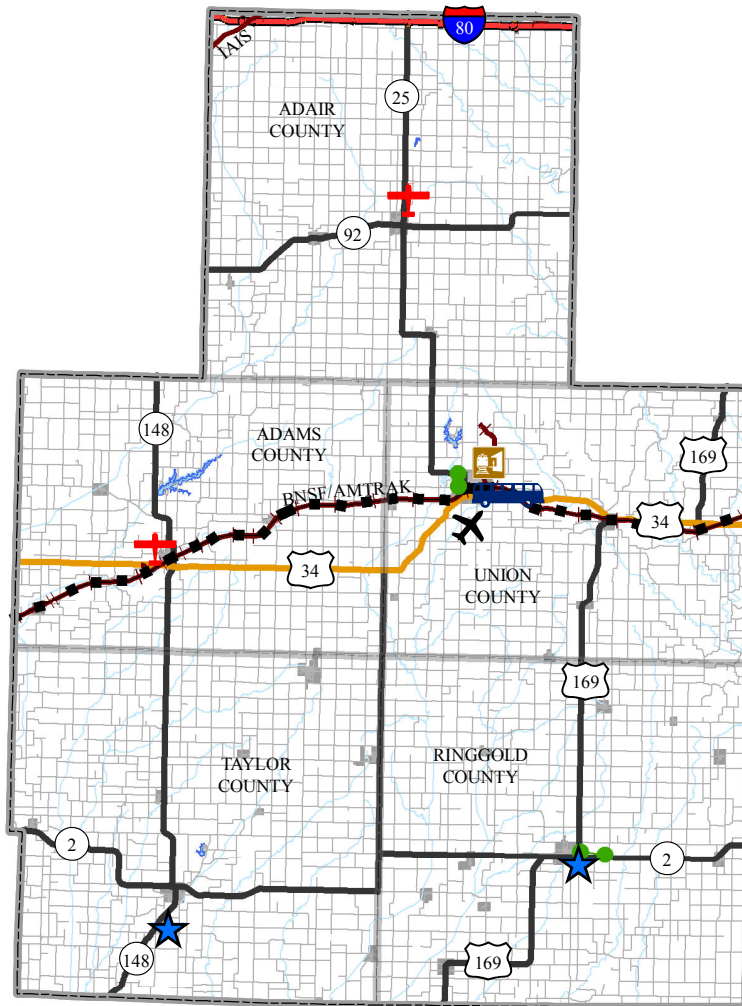 80
IAIS
25
ADAIR
COUNTY
92
148
ADAMS
COUNTY
169
BNSF/AMTRAK
34
34
UNION
COUNTY
169
TAYLOR
COUNTY
RINGGOLD
COUNTY
2
2
148
169